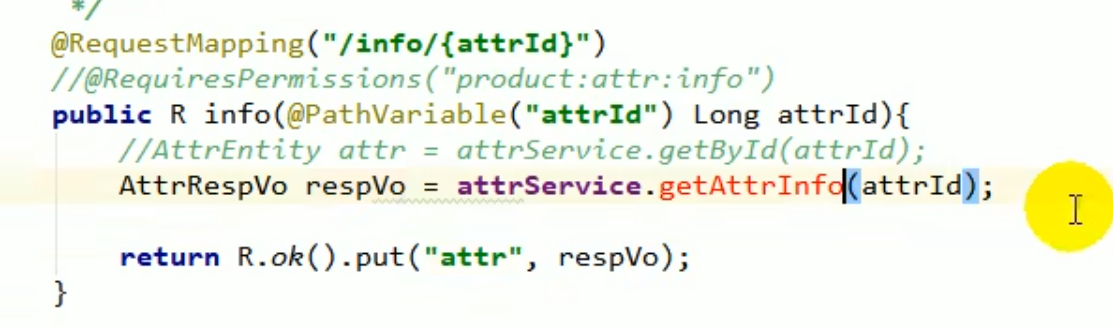 */
@RequestMapping("/info/{attrId}")
//@RequiresPermissions("product:attr:info")
public R info(@PathVariable("attrId") Long attrId){
//AttrEntity attr = attrService.getById(attrId);
AttrRespVo respVo = attrService.getAttrInfo(attrId);
return R.ok().put("attr", respVo);
}